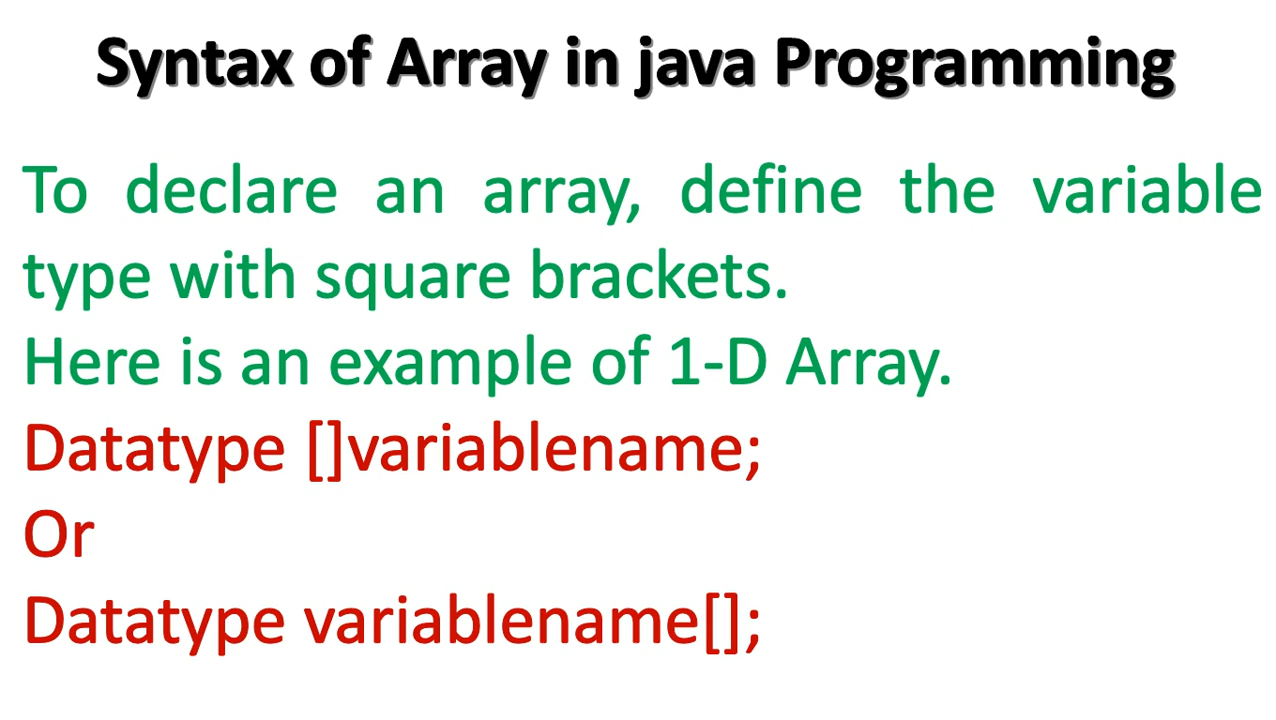 Syntax of Array in java Programming
To declare an array, define the variable
type with square brackets.
Here is an example of 1-D Array.
Datatype []variablename;
Or
Datatype variablename[];